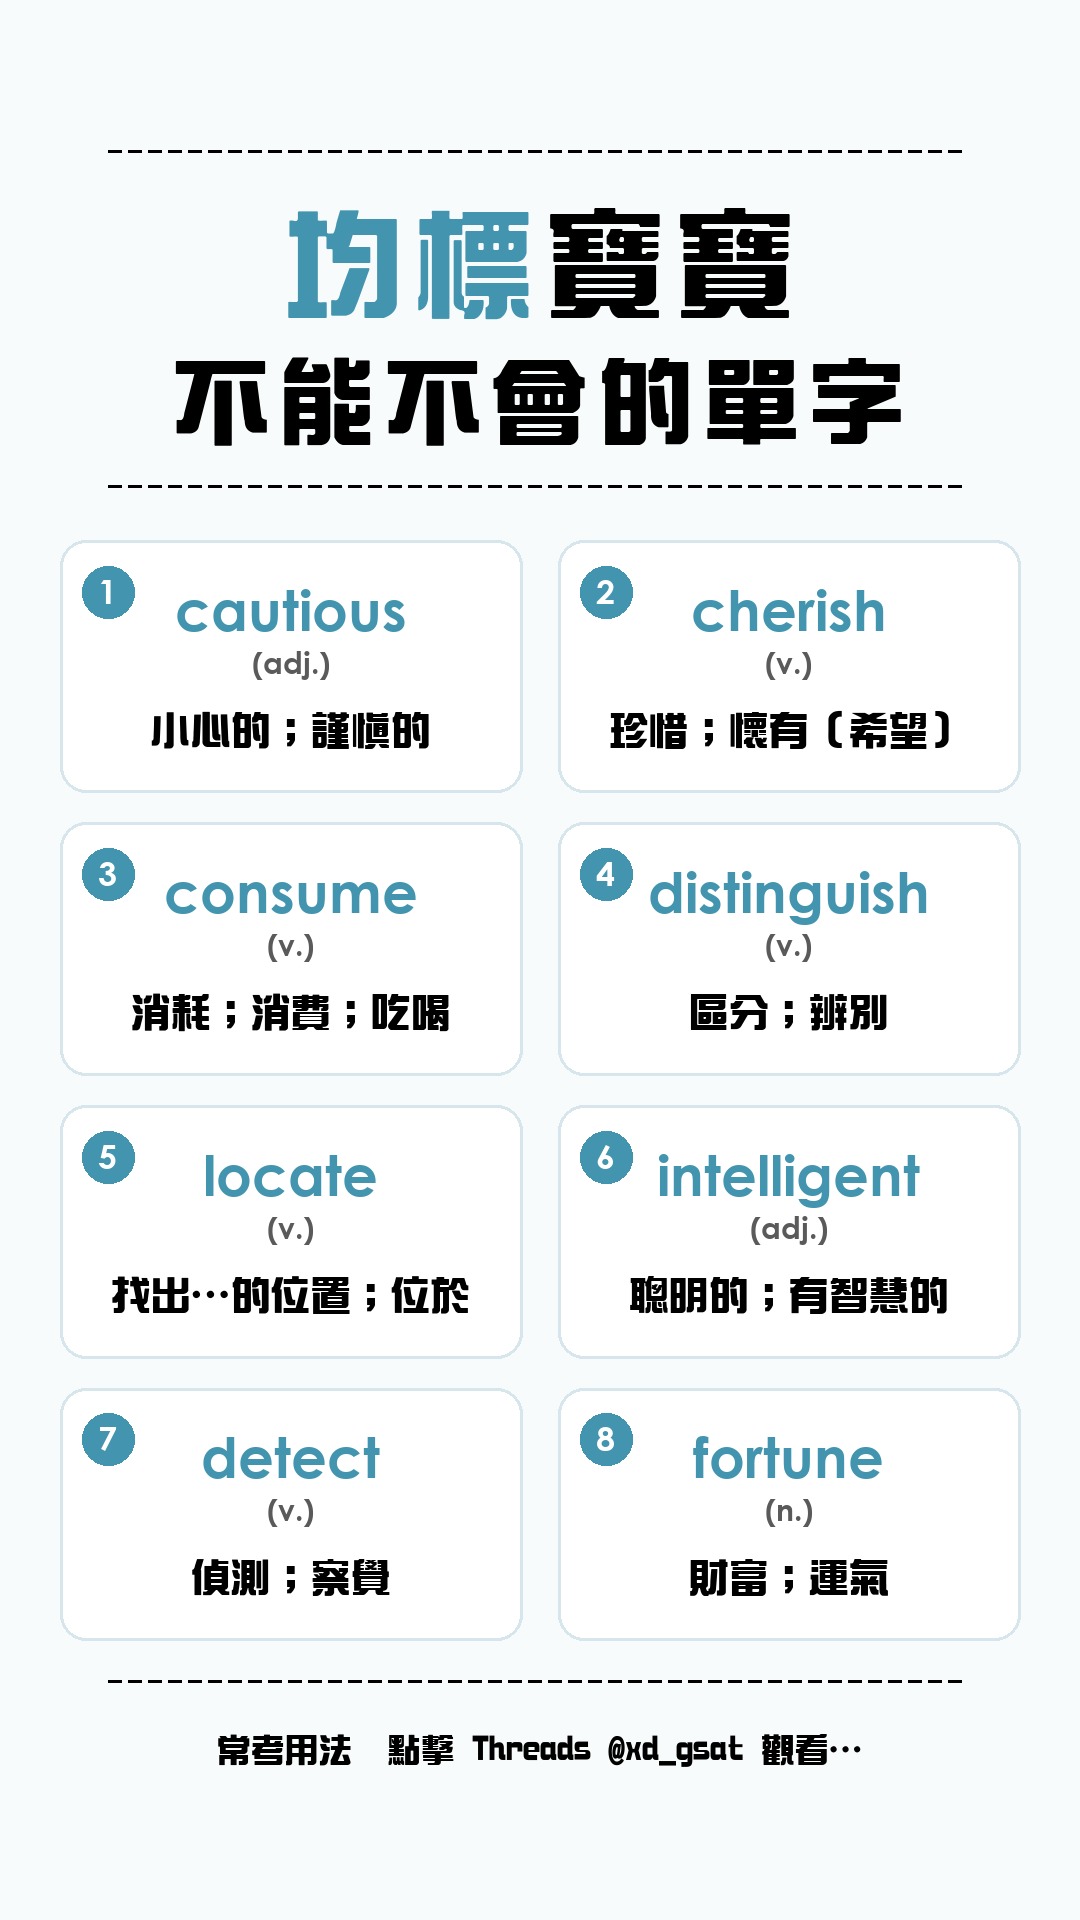 均標寶寶
不能不會的單字
1
cautious
(adj.)
小心的；謹慎的
2
cherish
(v.)
珍惜；懷有（希望）
3
consume
(v.)
消耗；消費；吃喝
4
distinguish
(v.)
區分；辨別
5
locate
(v.)
找出…的位置；位於
6
intelligent
(adj.)
聰明的；有智慧的
7
detect
(v.)
偵測；察覺
8
fortune
(n.)
財富；運氣
常考用法　點擊 Threads @xd_gsat 觀看…